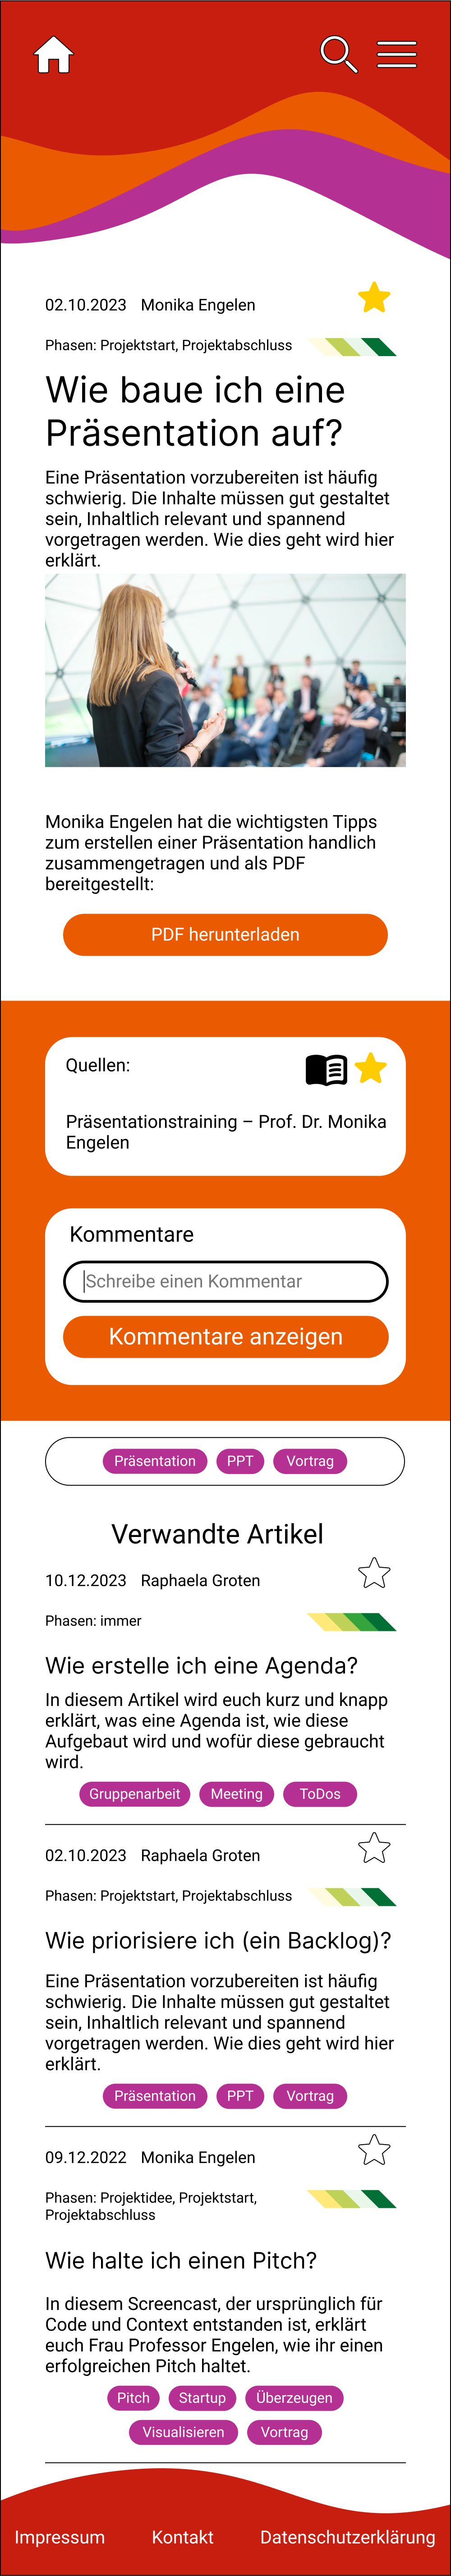 02.10.2023 Monika Engelen
Phasen: Projektstart, Projektabschluss
Wie baue ich eine
Präsentation auf?
Eine Präsentation vorzubereiten ist häufig
schwierig. Die Inhalte müssen gut gestaltet
sein, Inhaltlich relevant und spannend
vorgetragen werden. Wie dies geht wird hier
erklärt.
Monika Engelen hat die wichtigsten Tipps
zum erstellen einer Präsentation handlich
zusammengetragen und als PDF
bereitgestellt:
PDF herunterladen
Quellen:
Präsentationstraining – Prof. Dr. Monika
Engelen
Kommentare
Schreibe einen Kommentar
Kommentare anzeigen
Präsentation PPT Vortrag
Verwandte Artikel
10.12.2023 Raphaela Groten
Phasen: immer
Wie erstelle ich eine Agenda?
In diesem Artikel wird euch kurz und knapp
erklärt, was eine Agenda ist, wie diese
Aufgebaut wird und wofür diese gebraucht
wird.
Gruppenarbeit Meeting ToDos
02.10.2023 Raphaela Groten
Phasen: Projektstart, Projektabschluss
Wie priorisiere ich (ein Backlog)?
Eine Präsentation vorzubereiten ist häufig
schwierig. Die Inhalte müssen gut gestaltet
sein, Inhaltlich relevant und spannend
vorgetragen werden. Wie dies geht wird hier
erklärt.
Präsentation PPT Vortrag
09.12.2022 Monika Engelen
Phasen: Projektidee, Projektstart,
Projektabschluss
Wie halte ich einen Pitch?
In diesem Screencast, der ursprünglich für
Code und Context entstanden ist, erklärt
euch Frau Professor Engelen, wie ihr einen
erfolgreichen Pitch haltet.
Pitch Startup Überzeugen
Visualisieren Vortrag
Impressum Kontakt Datenschutzerklärung